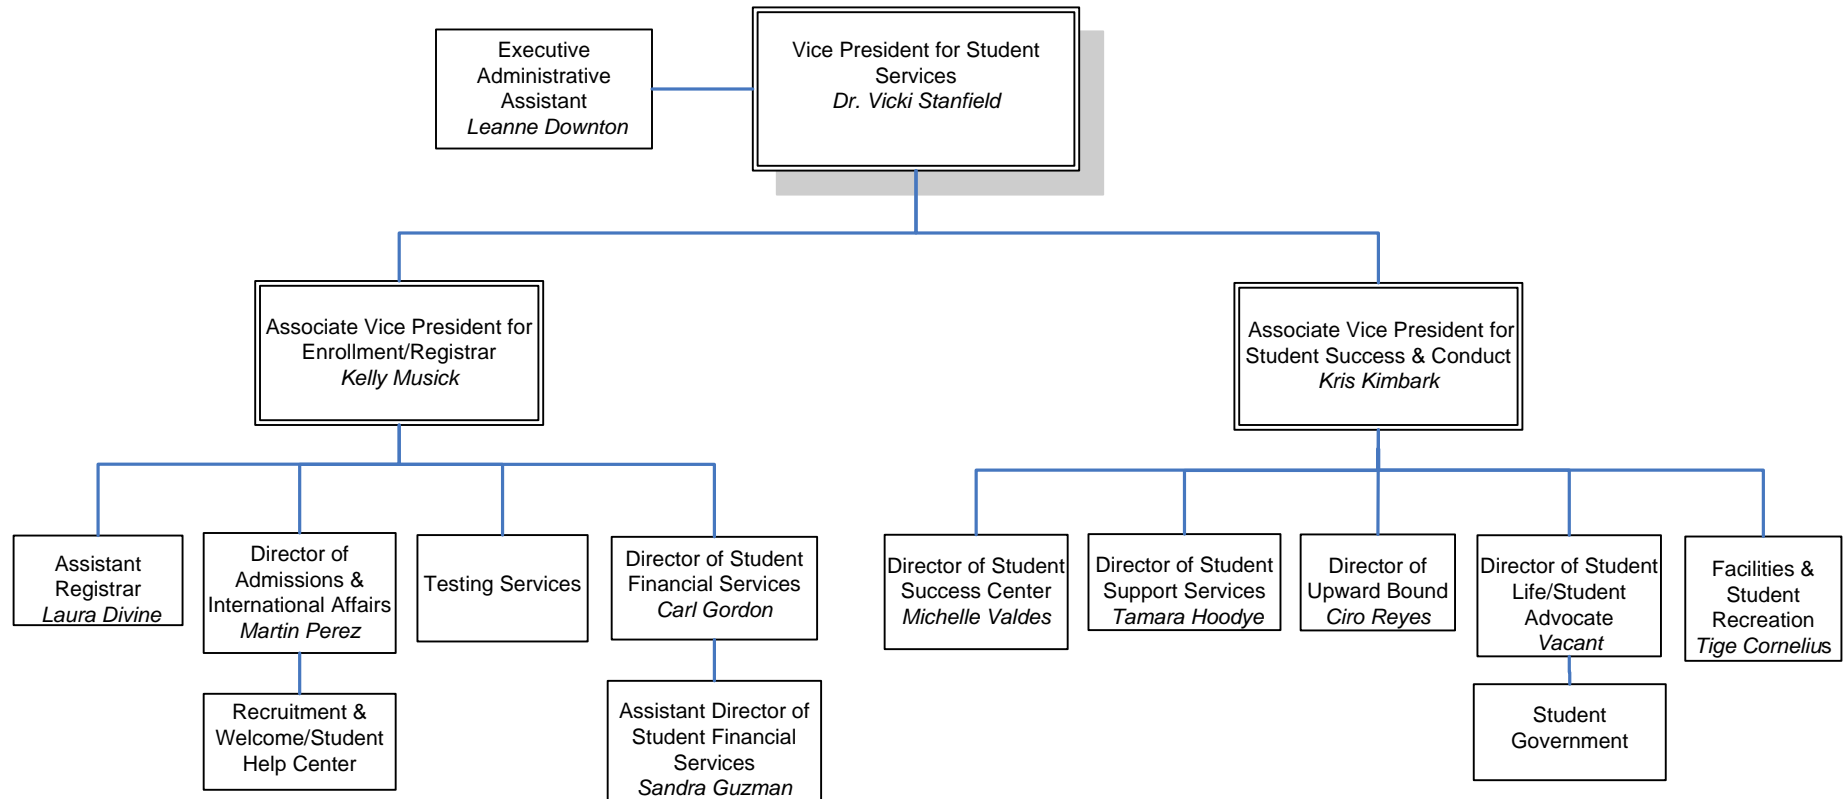 Executive
Administrative
Assistant
Leanne Downton
Vice President for Student
Services
Dr. Vicki Stanfield
Associate Vice President for
Enrollment/Registrar
Kelly Musick
Associate Vice President for
Student Success & Conduct
Kris Kimbark
Assistant
Registrar
Laura Divine
Director of
Admissions &
International Affairs
Martin Perez
Testing Services
Director of Student
Financial Services
Carl Gordon
Director of Student
Success Center
Michelle Valdes
Director of Student
Support Services
Tamara Hoodye
Director of
Upward Bound
Ciro Reyes
Director of Student
Life/Student
Advocate
Vacant
Facilities &
Student
Recreation
Tige Cornelius
Recruitment &
Welcome/Student
Help Center
Assistant Director of
Student Financial
Services
Sandra Guzman
Student
Government